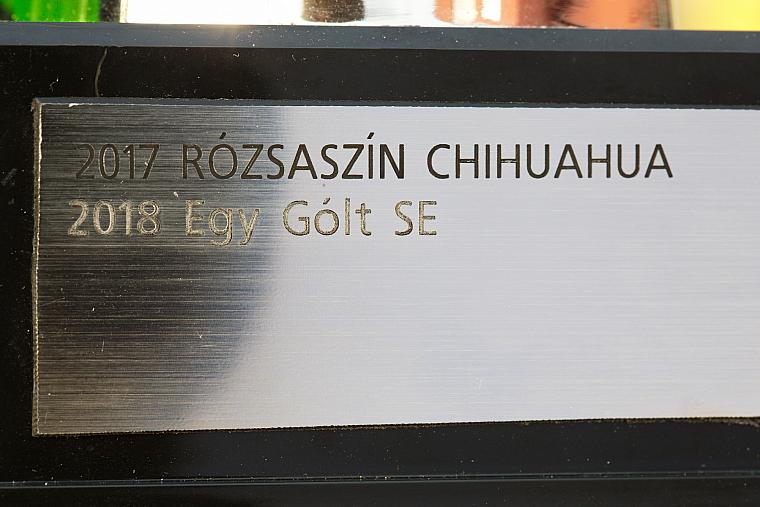 2017 RÓZSASZÍN CHIHUAHUA
2018 Egy Gólt SE